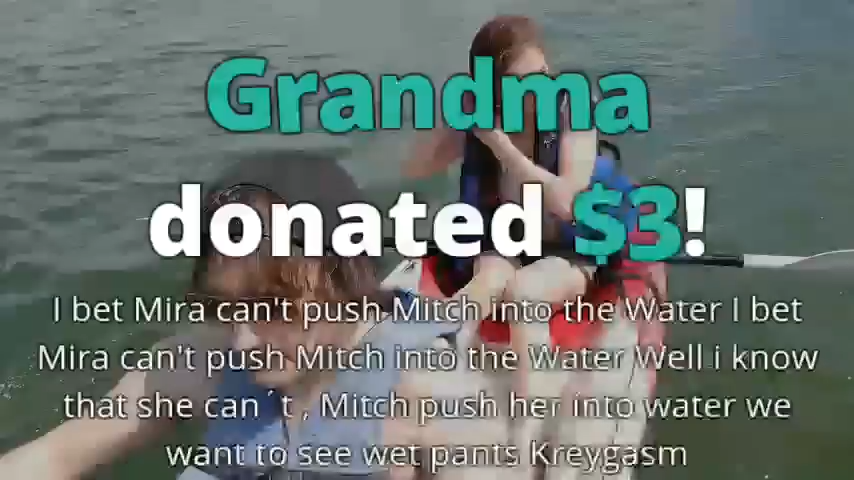 Grandma
donated $3!
I bet Mira can't push Mitch into the Water I bet
Mira can't push Mitch into the Water Well i know
that she can´t , Mitch push her into water we
want to see wet pants Kreygasm